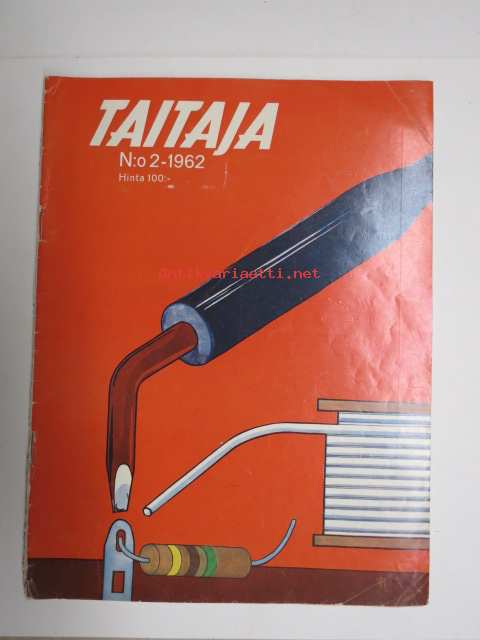 TAITAJA
N:o 2-1962
Hinta 100:-
Antikvariaatti.net